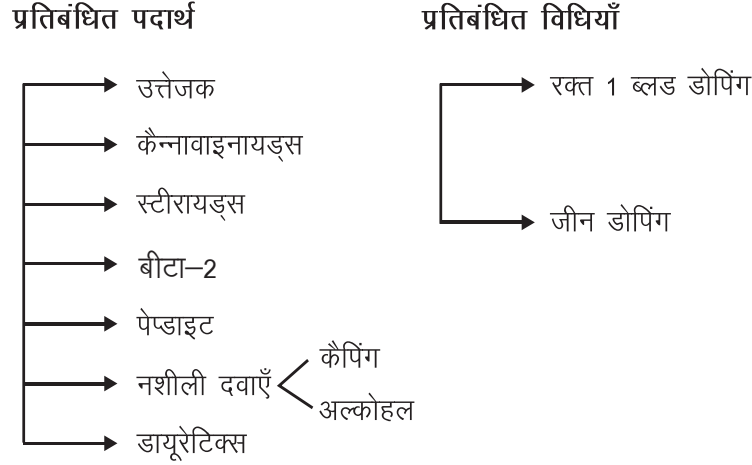 प्रतिबंधित पदार्थ
उत्तेजक
कैन्नावाइनायड्स
स्टीरायड्स
बीटा–2
पेप्डाइट
नशीली दवाएँ
कैपिंग
अल्कोहल
डायूरेटिक्स
प्रतिबंधित विधियाँ
रक्त 1 ब्लड डोपिंग
जीन डोपिंग